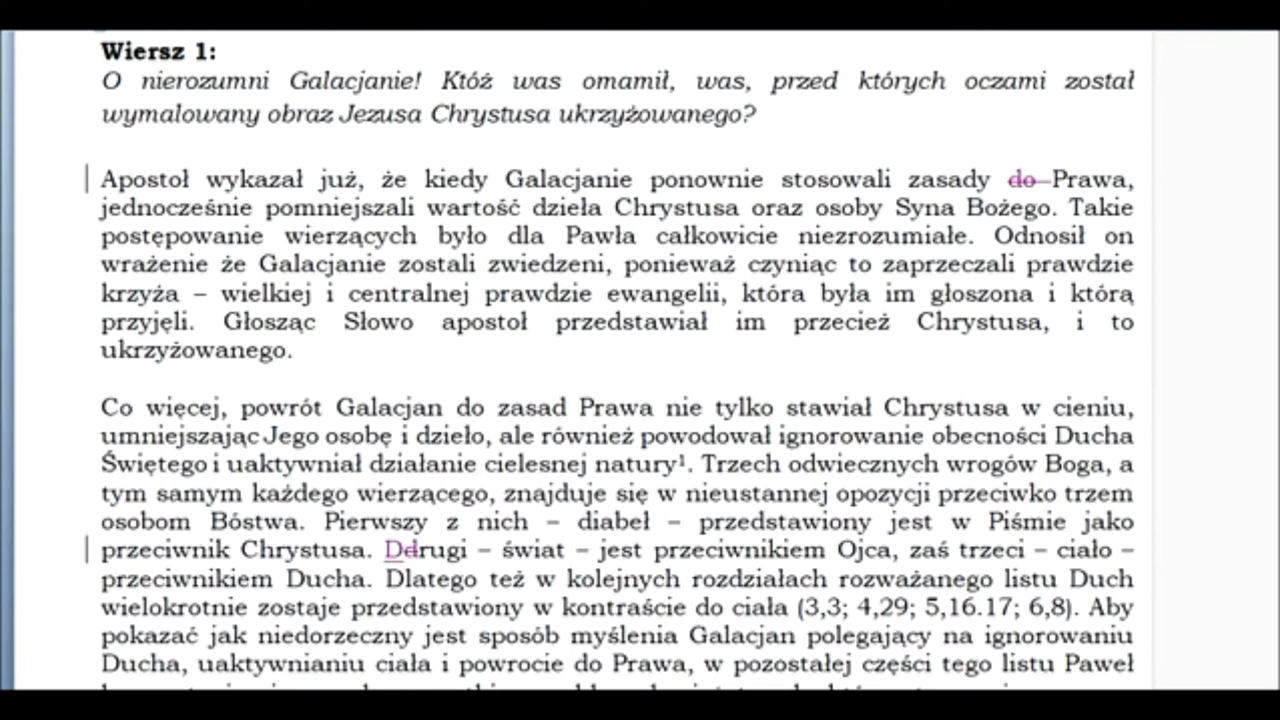 Wiersz 1:
O nierozumni Galacjanie! Któż was omamił, was, przed których oczami został
wymalowany obraz Jezusa Chrystusa ukrzyżowanego?
Apostoł wykazał już, że kiedy Galacjanie ponownie stosowali zasady do Prawa,
jednocześnie pomniejszali wartość dzieła Chrystusa oraz osoby Syna Bożego. Takie
postępowanie wierzących było dla Pawła całkowicie niezrozumiałe. Odnosił on
wrażenie że Galacjanie zostali zwiedzeni, ponieważ czyniąc to zaprzeczali prawdzie
krzyża – wielkiej i centralnej prawdzie ewangelii, która była im głoszona i którą
przyjęli. Głosząc Słowo apostoł przedstawiał im przecież Chrystusa, i to
ukrzyżowanego.
Co więcej, powrót Galacjan do zasad Prawa nie tylko stawiał Chrystusa w cieniu,
umniejszając Jego osobę i dzieło, ale również powodował ignorowanie obecności Ducha
Świętego i uaktywniał działanie cielesnej natury¹. Trzech odwiecznych wrogów Boga, a
tym samym każdego wierzącego, znajduje się w nieustannej opozycji przeciwko trzem
osobom Bóstwa. Pierwszy z nich – diabeł – przedstawiony jest w Piśmie jako
przeciwnik Chrystusa. Ddrugi – świat – jest przeciwnikiem Ojca, zaś trzeci – ciało –
przeciwnikiem Ducha. Dlatego też w kolejnych rozdziałach rozważanego listu Duch
wielokrotnie zostaje przedstawiony w kontraście do ciała (3,3; 4,29; 5,16.17; 6,8). Aby
pokazać jak niedorzeczny jest sposób myślenia Galacjan polegający na ignorowaniu
Ducha, uaktywnianiu ciała i powrocie do Prawa, w pozostałej części tego listu Paweł